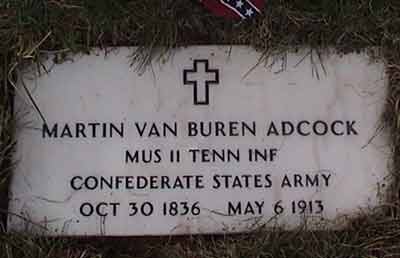 MARTIN VAN BUREN ADCOCK
MUS 11 TENN INF
CONFEDERATE STATES ARMY
OCT 30 1836 MAY 6 1913